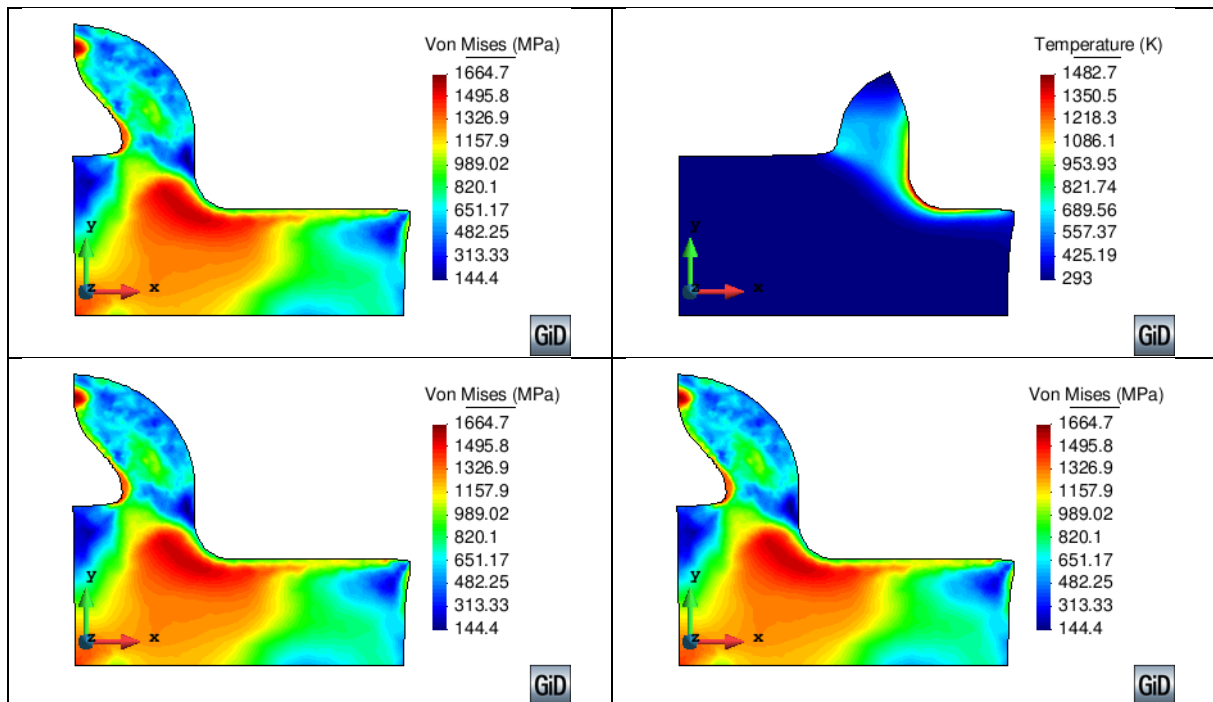 Von Mises (MPa)
1664.7
1495.8
1326.9
1157.9
989.02
820.1
651.17
482.25
313.33
144.4
y
z
x
GiD
Temperature (K)
1482.7
1350.5
1218.3
1086.1
953.93
821.74
689.56
557.37
425.19
293
y
z
x
GiD
Von Mises (MPa)
1664.7
1495.8
1326.9
1157.9
989.02
820.1
651.17
482.25
313.33
144.4
y
z
x
GiD
Von Mises (MPa)
1664.7
1495.8
1326.9
1157.9
989.02
820.1
651.17
482.25
313.33
144.4
y
z
x
GiD